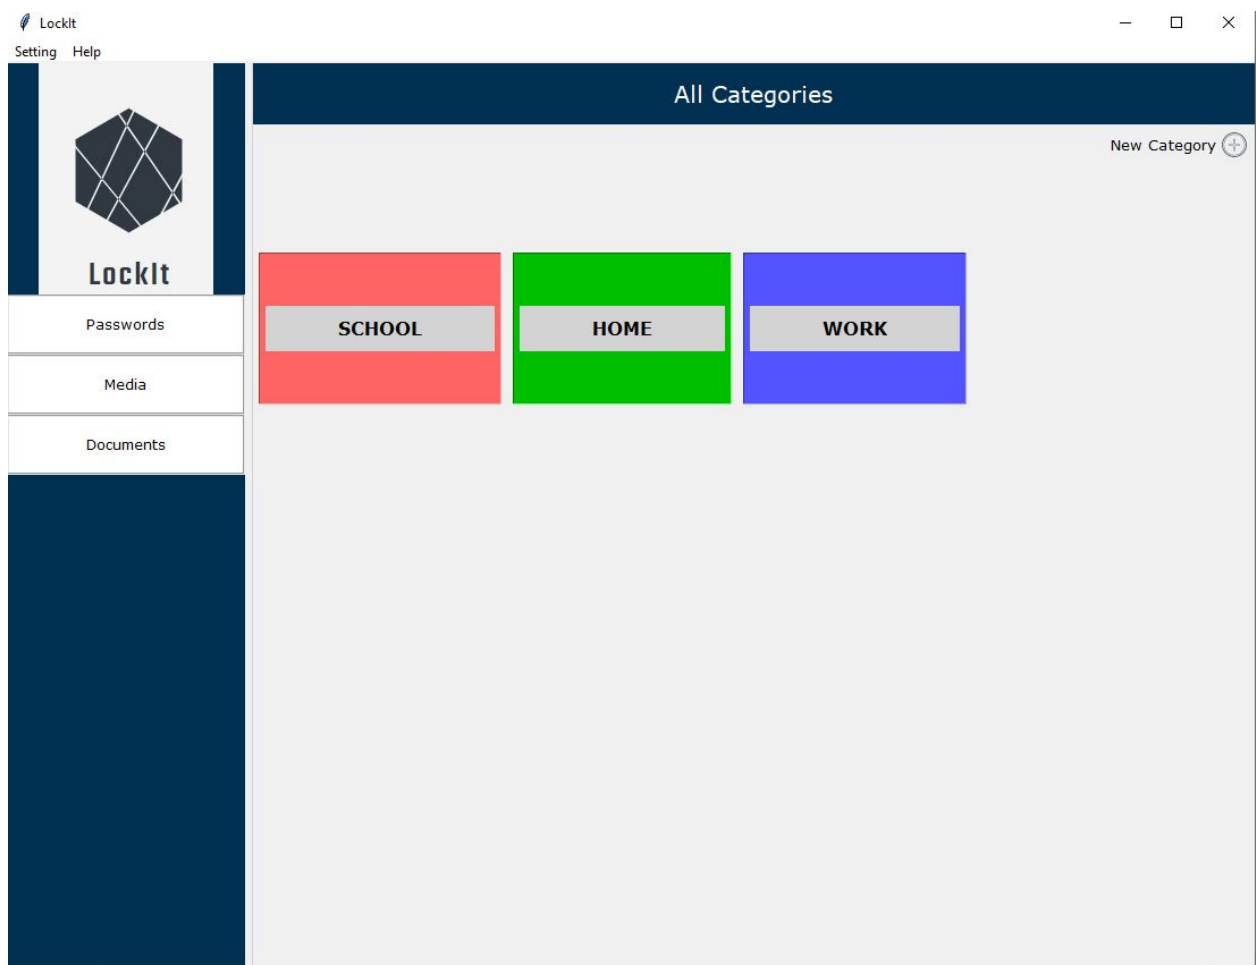 LockIt
Setting Help
LockIt
Passwords
Media
Documents
All Categories
New Category
SCHOOL HOME WORK